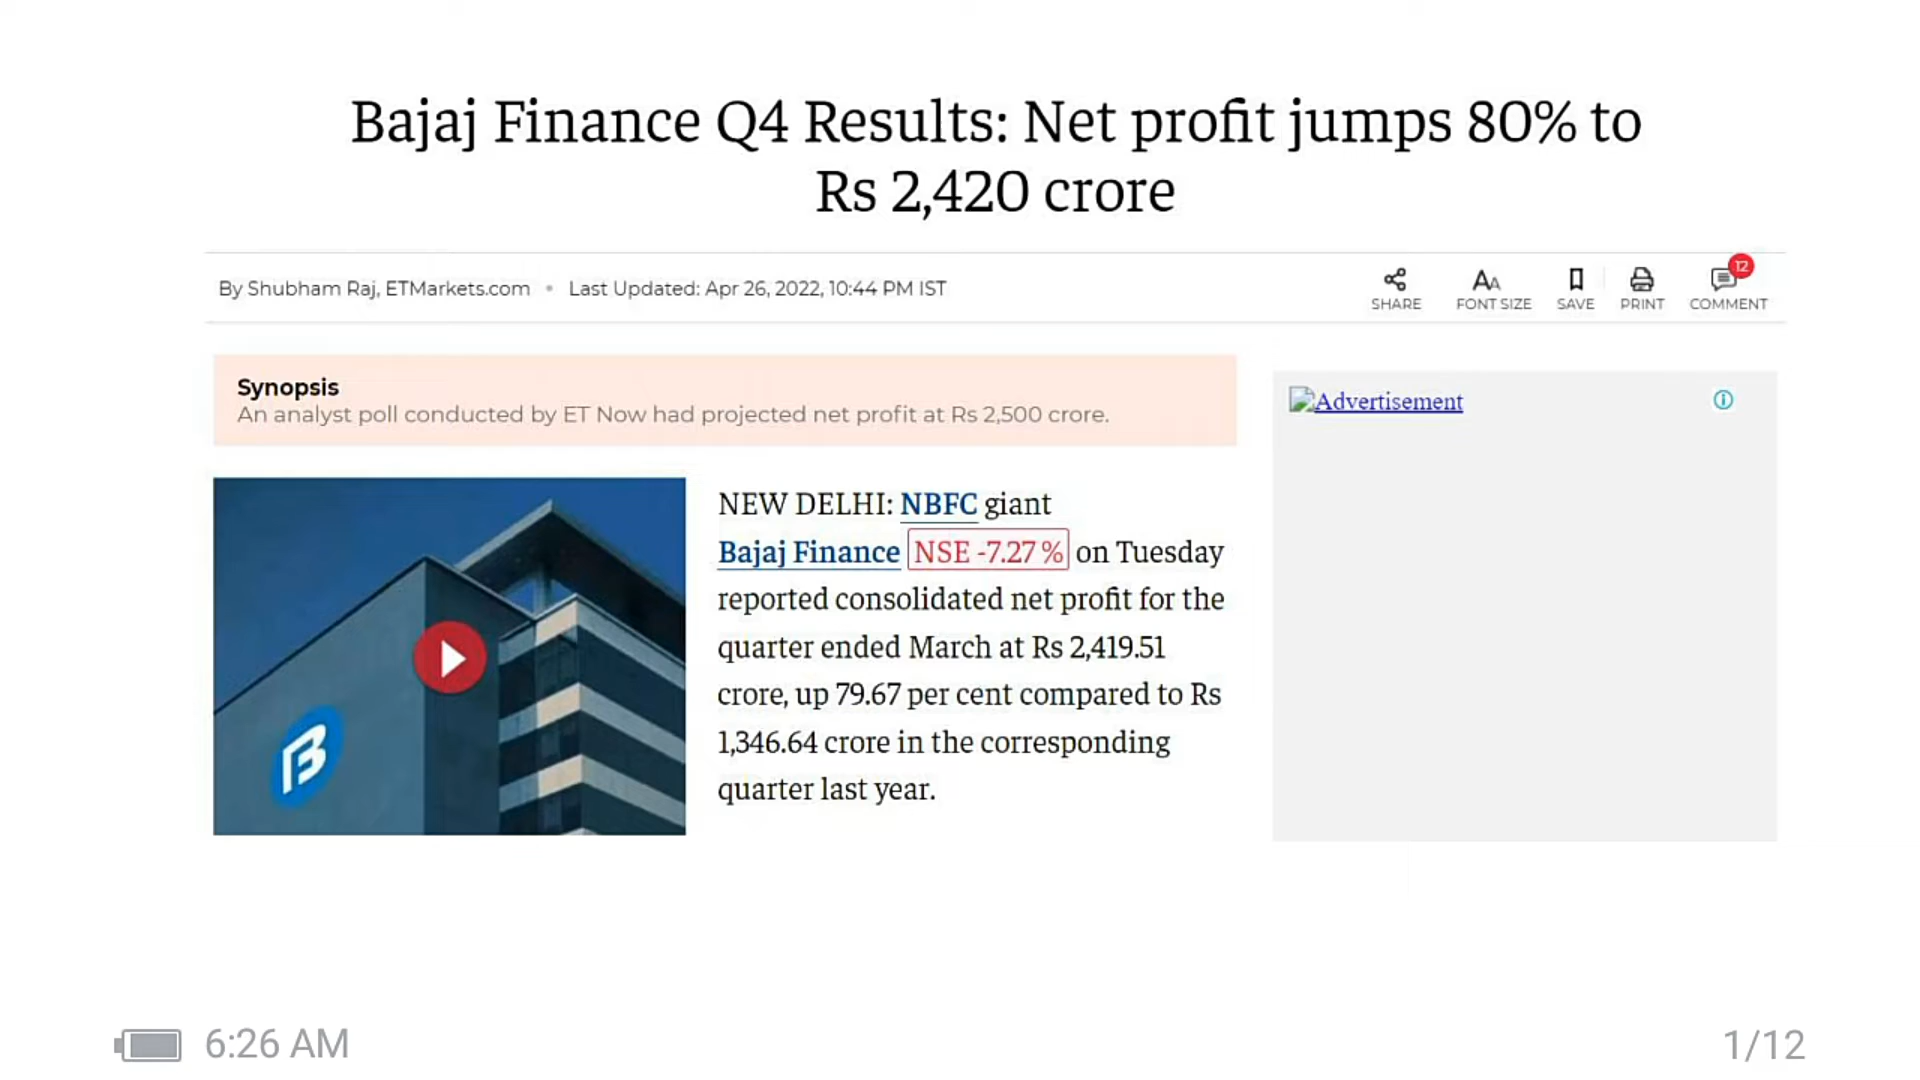 Bajaj Finance Q4 Results: Net profit jumps 80% to
Rs 2,420 crore
By Shubham Raj, ETMarkets.com • Last Updated: Apr 26, 2022, 10:44 PM IST
SHARE
AA
FONT SIZE
SAVE
PRINT
12
COMMENT
Synopsis
An analyst poll conducted by ET Now had projected net profit at Rs 2,500 crore.
NEW DELHI: NBFC giant
Bajaj Finance NSE -7.27 % on Tuesday
reported consolidated net profit for the
quarter ended March at Rs 2,419.51
crore, up 79.67 per cent compared to Rs
1,346.64 crore in the corresponding
quarter last year.
Advertisement
6:26 AM
1/12